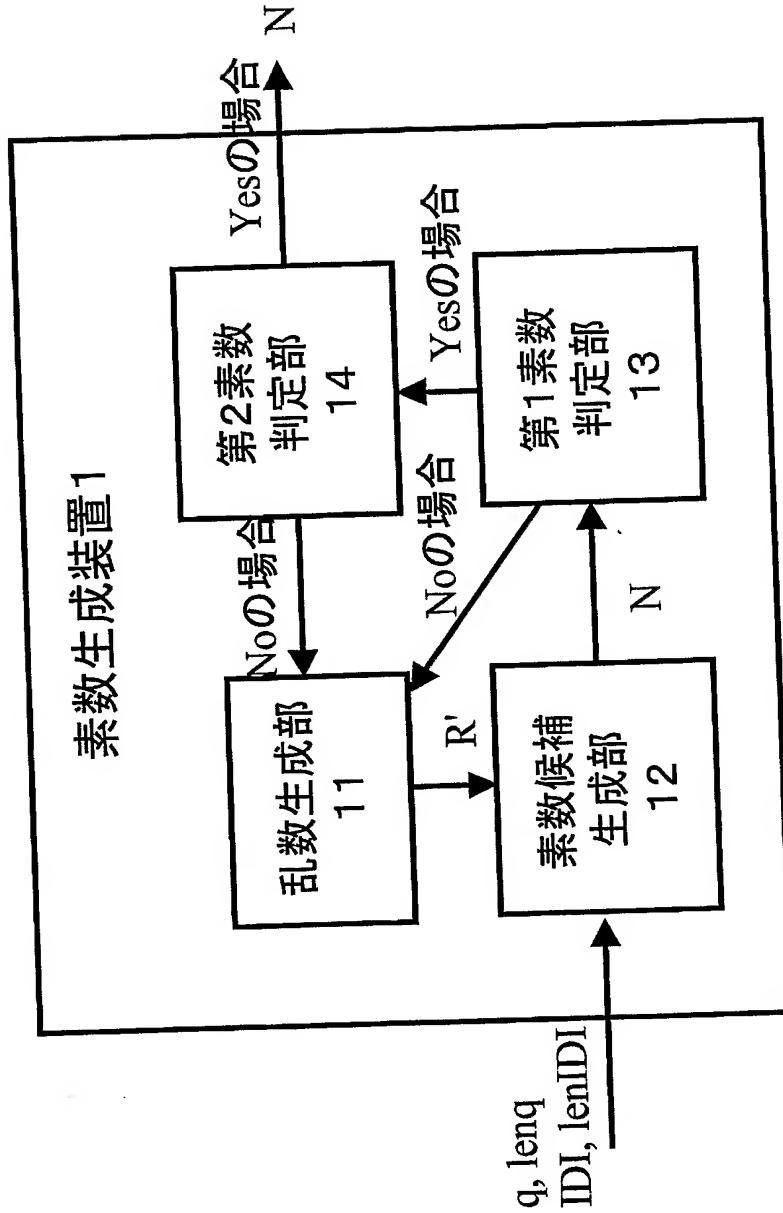 素数生成装置1
乱数生成部
11
Noの場合
第2素数
判定部
14
Yesの場合
N
R'
Noの場合
Yesの場合
q, lenq
IDI, lenIDI
素数候補
生成部
12
N
第1素数
判定部
13